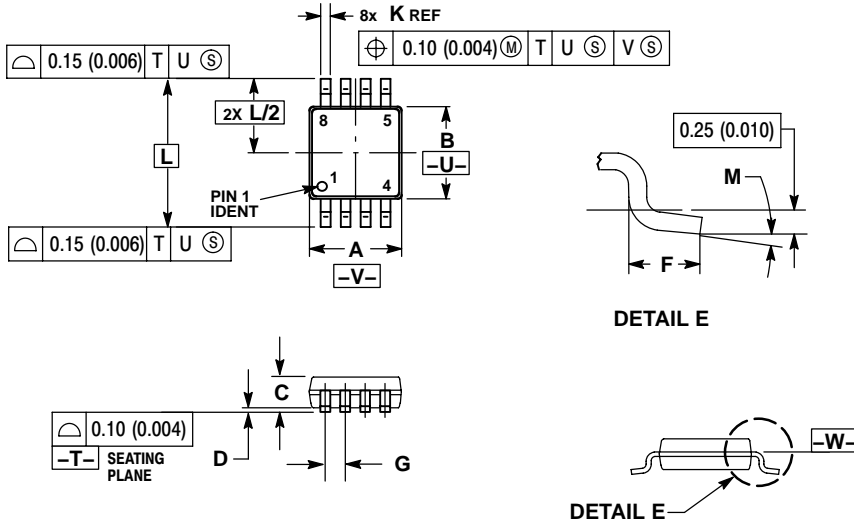 8x K REF
0.15 (0.006) T U Ⓢ
⌖ 0.10 (0.004) Ⓜ T U Ⓢ V Ⓢ
2X L/2
8 5
B
–U–
L
PIN 1
IDENT
1 4
0.15 (0.006) T U Ⓢ
A
–V–
0.25 (0.010)
M
F
DETAIL E
C
0.10 (0.004)
–T– SEATING
PLANE
D
G
–W–
DETAIL E